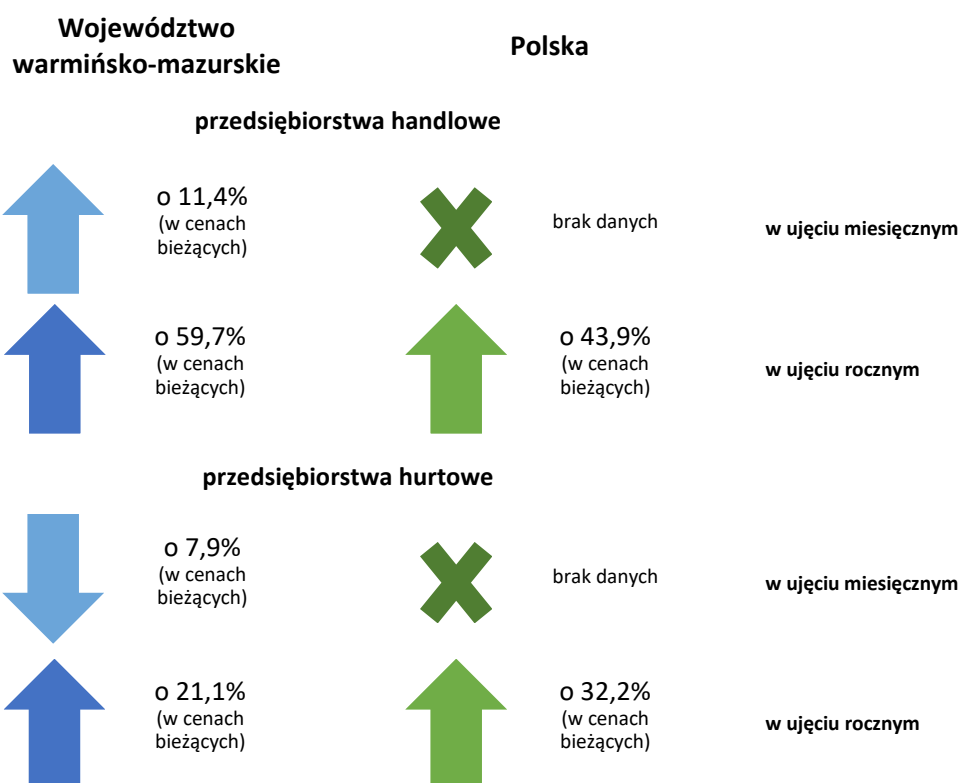 Województwo
warmińsko-mazurskie
Polska
przedsiębiorstwa handlowe
o 11,4%
(w cenach
bieżących)
brak danych
w ujęciu miesięcznym
o 59,7%
(w cenach
bieżących)
o 43,9%
(w cenach
bieżących)
w ujęciu rocznym
przedsiębiorstwa hurtowe
o 7,9%
(w cenach
bieżących)
brak danych
w ujęciu miesięcznym
o 21,1%
(w cenach
bieżących)
o 32,2%
(w cenach
bieżących)
w ujęciu rocznym